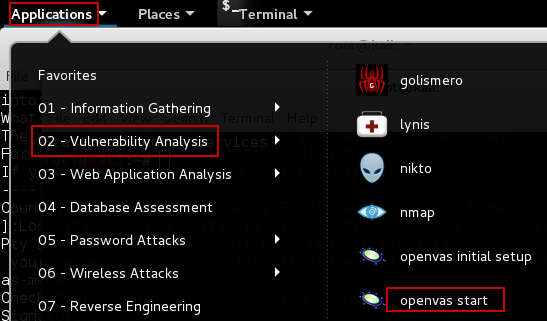 Applications
Places
$_
Terminal
Favorites
01 - Information Gathering
02 - Vulnerability Analysis
03 - Web Application Analysis
04 - Database Assessment
05 - Password Attacks
06 - Wireless Attacks
07 - Reverse Engineering
golismero
lynis
nikto
nmap
openvas initial setup
openvas start